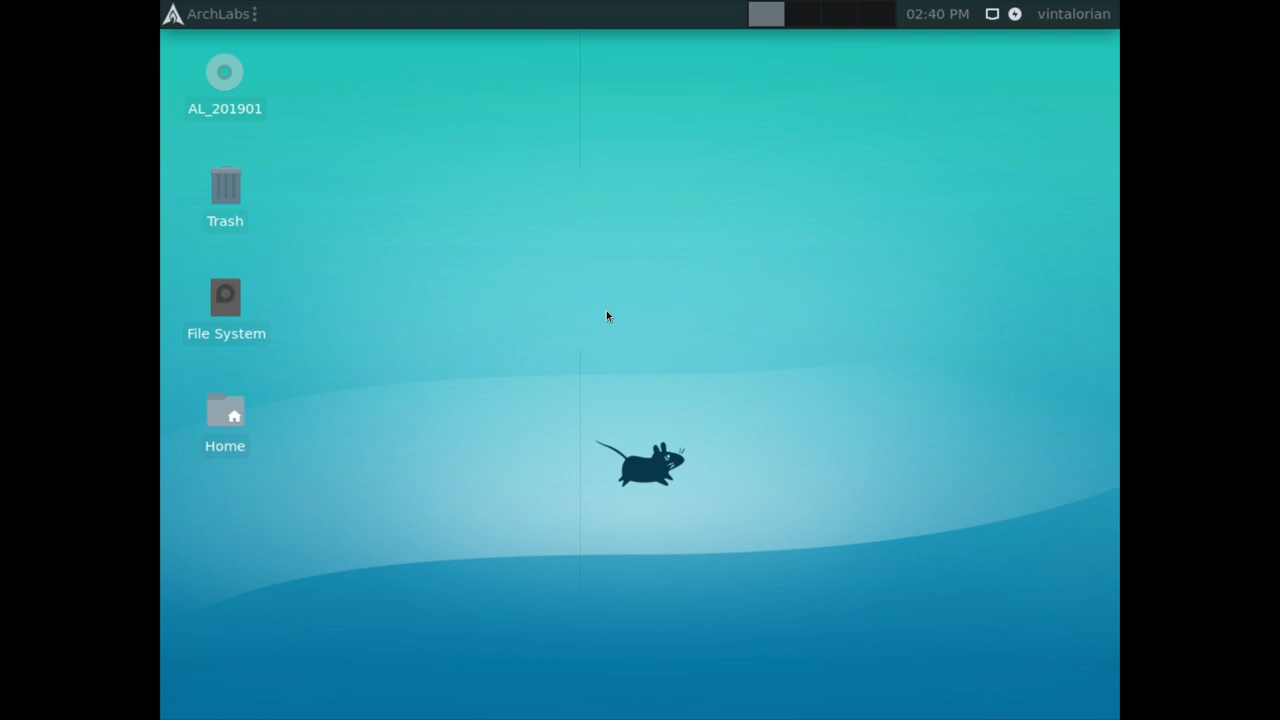 ArchLabs
02:40 PM
vintalorian
AL_201901
Trash
File System
Home